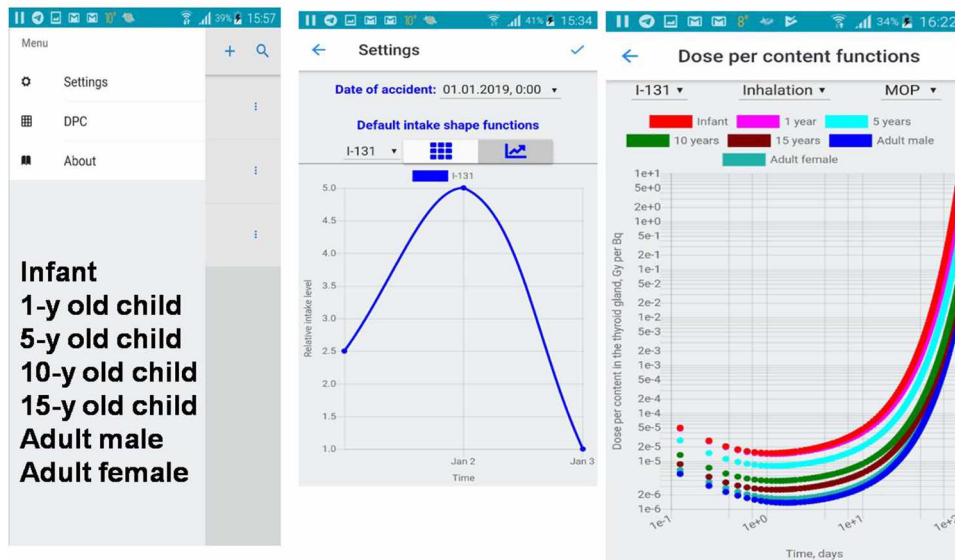 10° 39% 15:57
Menu
Settings
DPC
About
Infant
1-y old child
5-y old child
10-y old child
15-y old child
Adult male
Adult female
10° 41% 15:34
Settings
Date of accident: 01.01.2019, 0:00
Default intake shape functions
I-131
I-131
5.0
4.5
4.0
3.5
3.0
2.5
2.0
1.5
1.0
Relative intake level
Jan 2 Jan 3
Time
8° 34% 16:22
Dose per content functions
I-131 Inhalation MOP
Infant 1 year 5 years
10 years 15 years Adult male
Adult female
1e+1
5e+0
2e+0
1e+0
5e-1
2e-1
1e-1
5e-2
2e-2
1e-2
5e-3
2e-3
1e-3
5e-4
2e-4
1e-4
5e-5
2e-5
1e-5
2e-6
1e-6
Dose per content in the thyroid gland, Gy per Bq
1e-1 1e+0 1e+1
Time, days